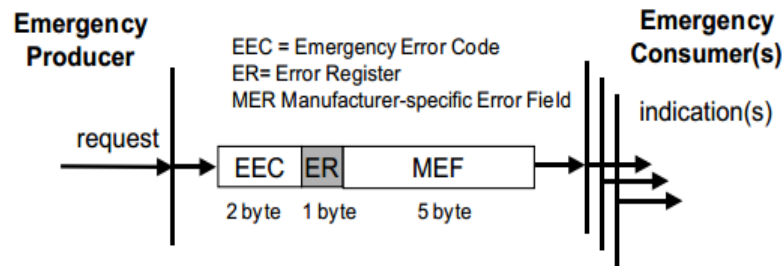 Emergency
Producer
EEC = Emergency Error Code
ER= Error Register
MER Manufacturer-specific Error Field
Emergency
Consumer(s)
request
indication(s)
EEC ER MEF
2 byte 1 byte 5 byte